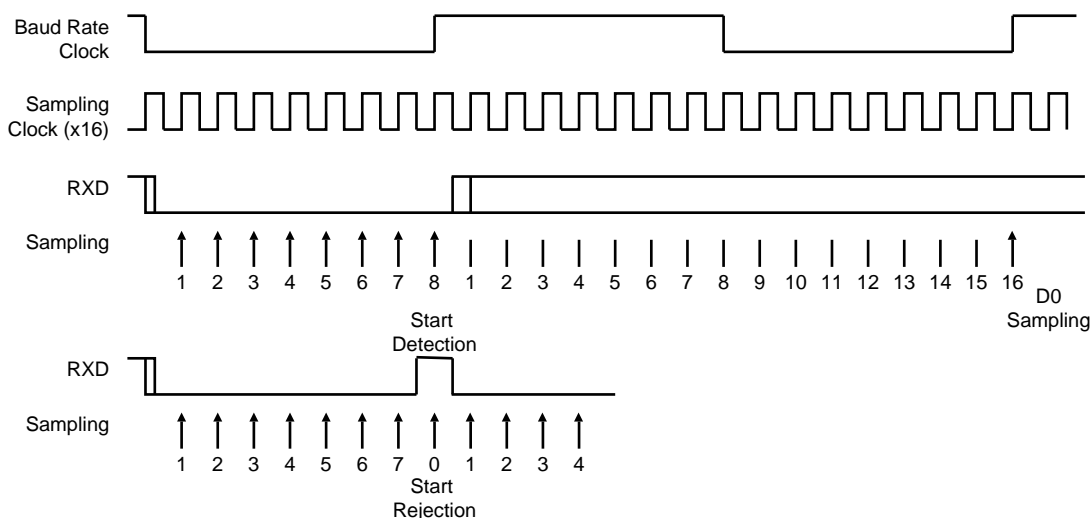 Baud Rate
Clock
Sampling
Clock (x16)
RXD
Sampling
1 2 3 4 5 6 7 8 1 2 3 4 5 6 7 8 9 10 11 12 13 14 15 16
D0
Sampling
Start
Detection
RXD
Sampling
1 2 3 4 5 6 7 0 1 2 3 4
Start
Rejection